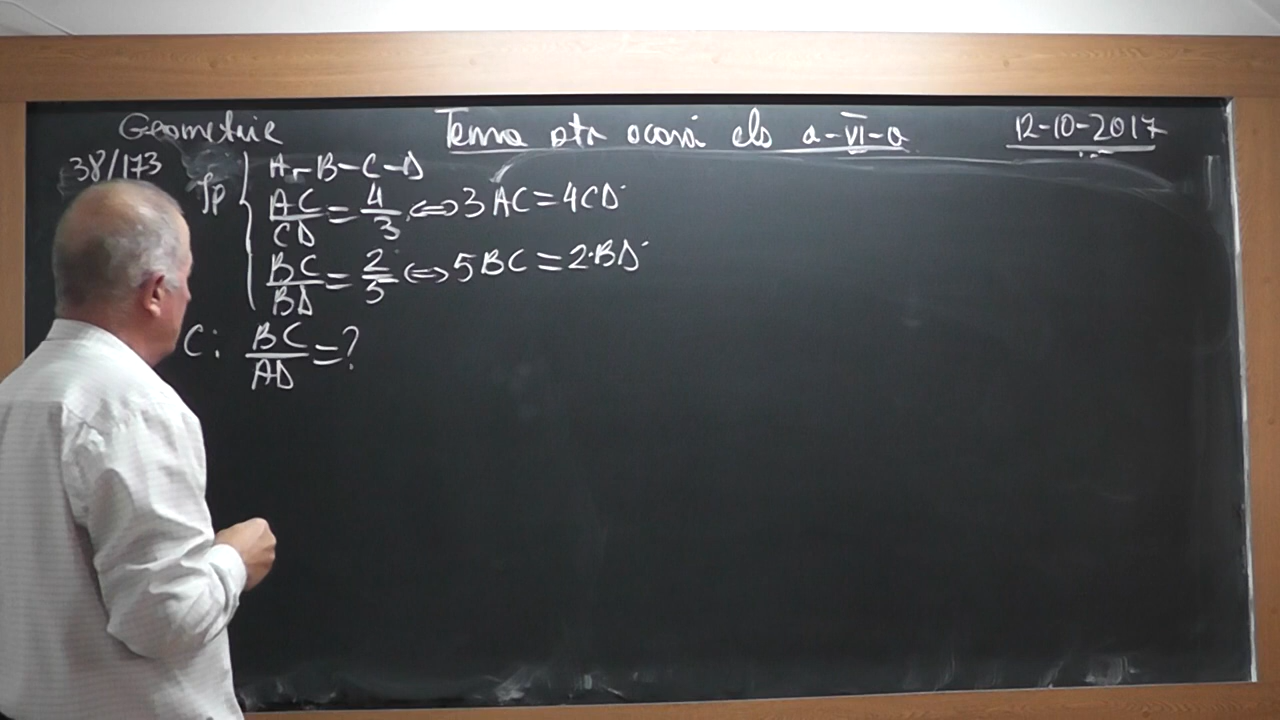 Geometrie Tema ptr acasă cls a-VI-a 12-10-2017
38/173
Ip A-B-C-D
AC/CD = 4/3 ⇔ 3AC = 4CD
BC/BD = 2/5 ⇔ 5BC = 2·BD
C: BC/AD = ?